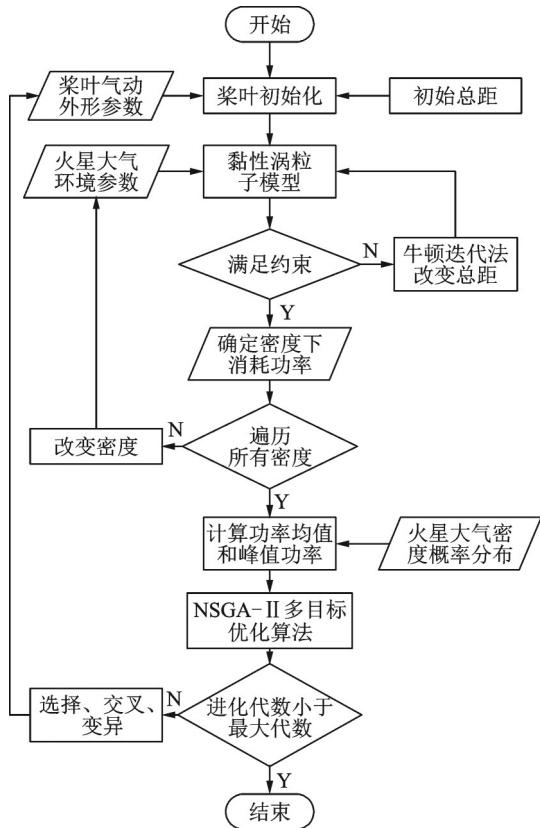 开始
桨叶气动
外形参数
桨叶初始化
初始总距
火星大气
环境参数
黏性涡粒
子模型
满足约束
N
牛顿迭代法
改变总距
Y
确定密度下
消耗功率
改变密度
N
遍历
所有密度
Y
计算功率均值
和峰值功率
火星大气密
度概率分布
NSGA-Ⅱ多目标
优化算法
选择、交叉、
变异
N
进化代数小于
最大代数
Y
结束